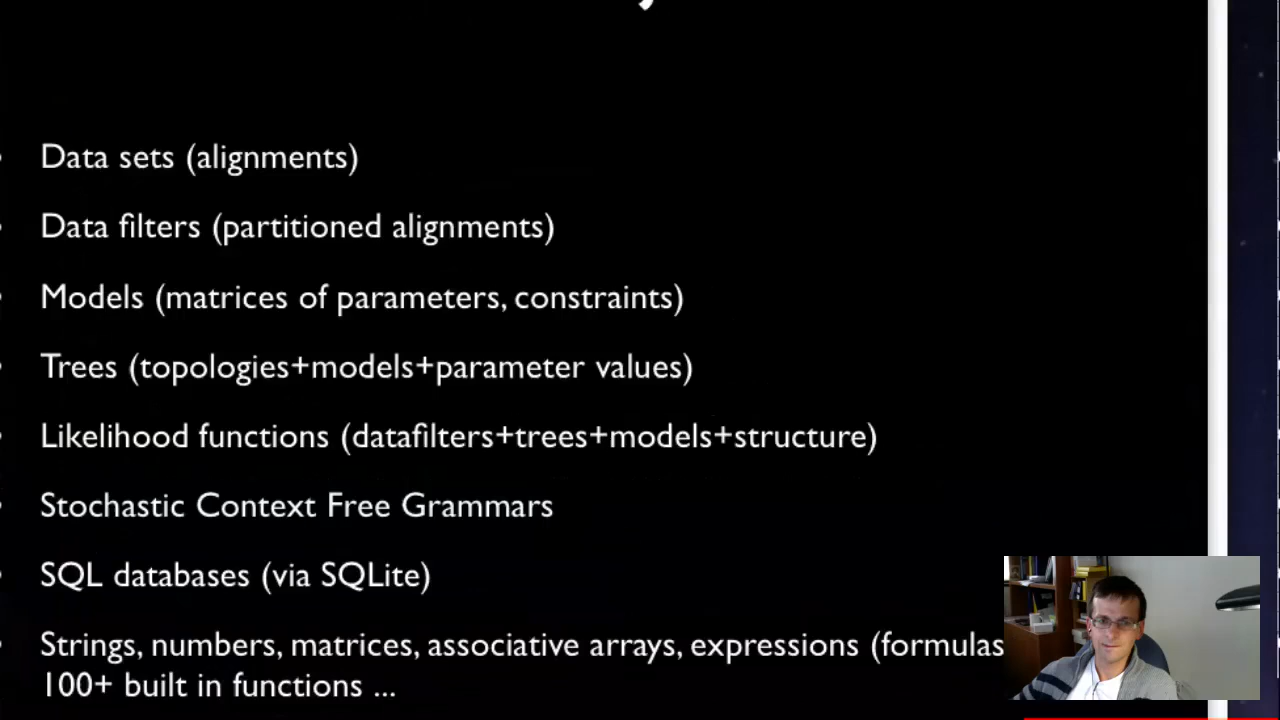 Data sets (alignments)
Data filters (partitioned alignments)
Models (matrices of parameters, constraints)
Trees (topologies+models+parameter values)
Likelihood functions (datafilters+trees+models+structure)
Stochastic Context Free Grammars
SQL databases (via SQLite)
Strings, numbers, matrices, associative arrays, expressions (formulas
100+ built in functions ...